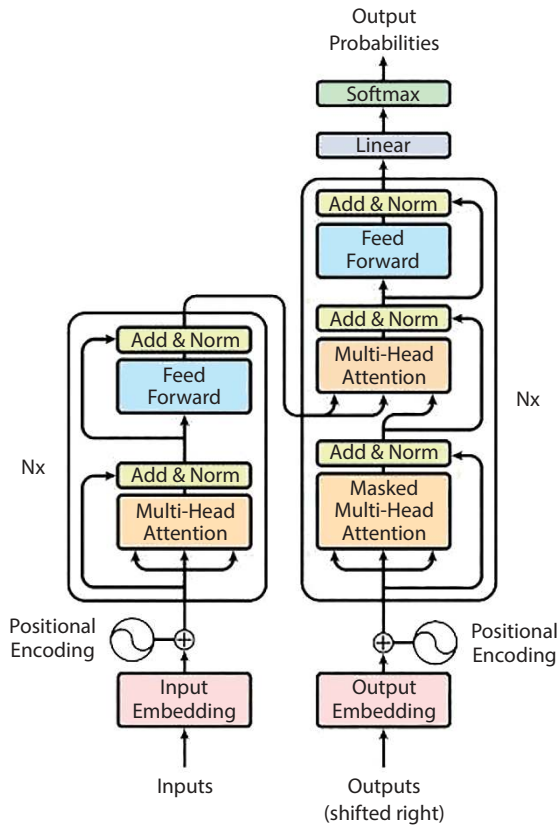 Output
Probabilities
Softmax
Linear
Add & Norm
Feed
Forward
Add & Norm
Multi-Head
Attention
Nx
Add & Norm
Masked
Multi-Head
Attention
Add & Norm
Feed
Forward
Nx
Add & Norm
Multi-Head
Attention
Positional
Encoding
Positional
Encoding
Input
Embedding
Output
Embedding
Inputs
Outputs
(shifted right)